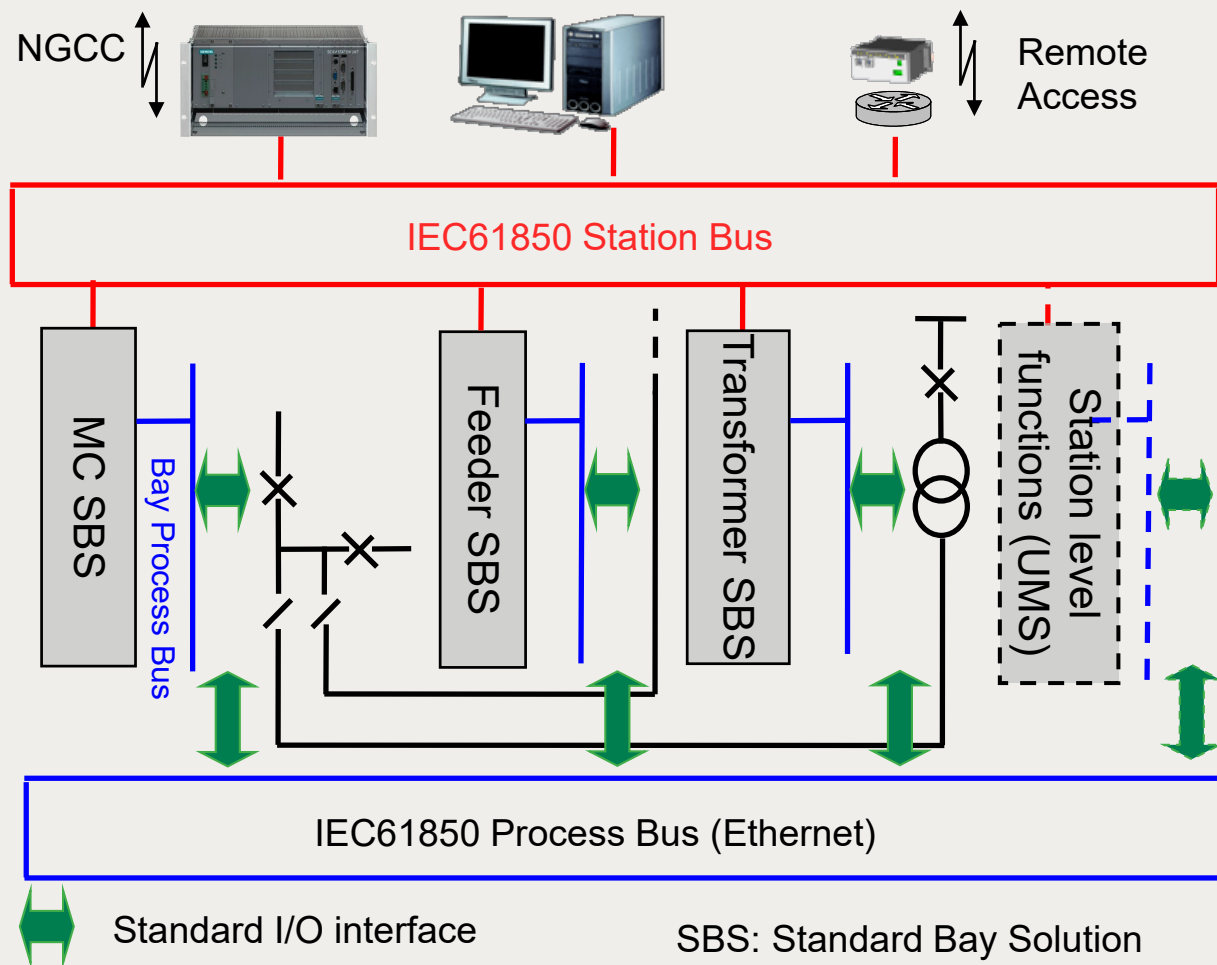 NGCC
Remote
Access
IEC61850 Station Bus
MC SBS
Bay Process Bus
Feeder SBS
Transformer SBS
Station level
functions (UMS)
IEC61850 Process Bus (Ethernet)
Standard I/O interface
SBS: Standard Bay Solution